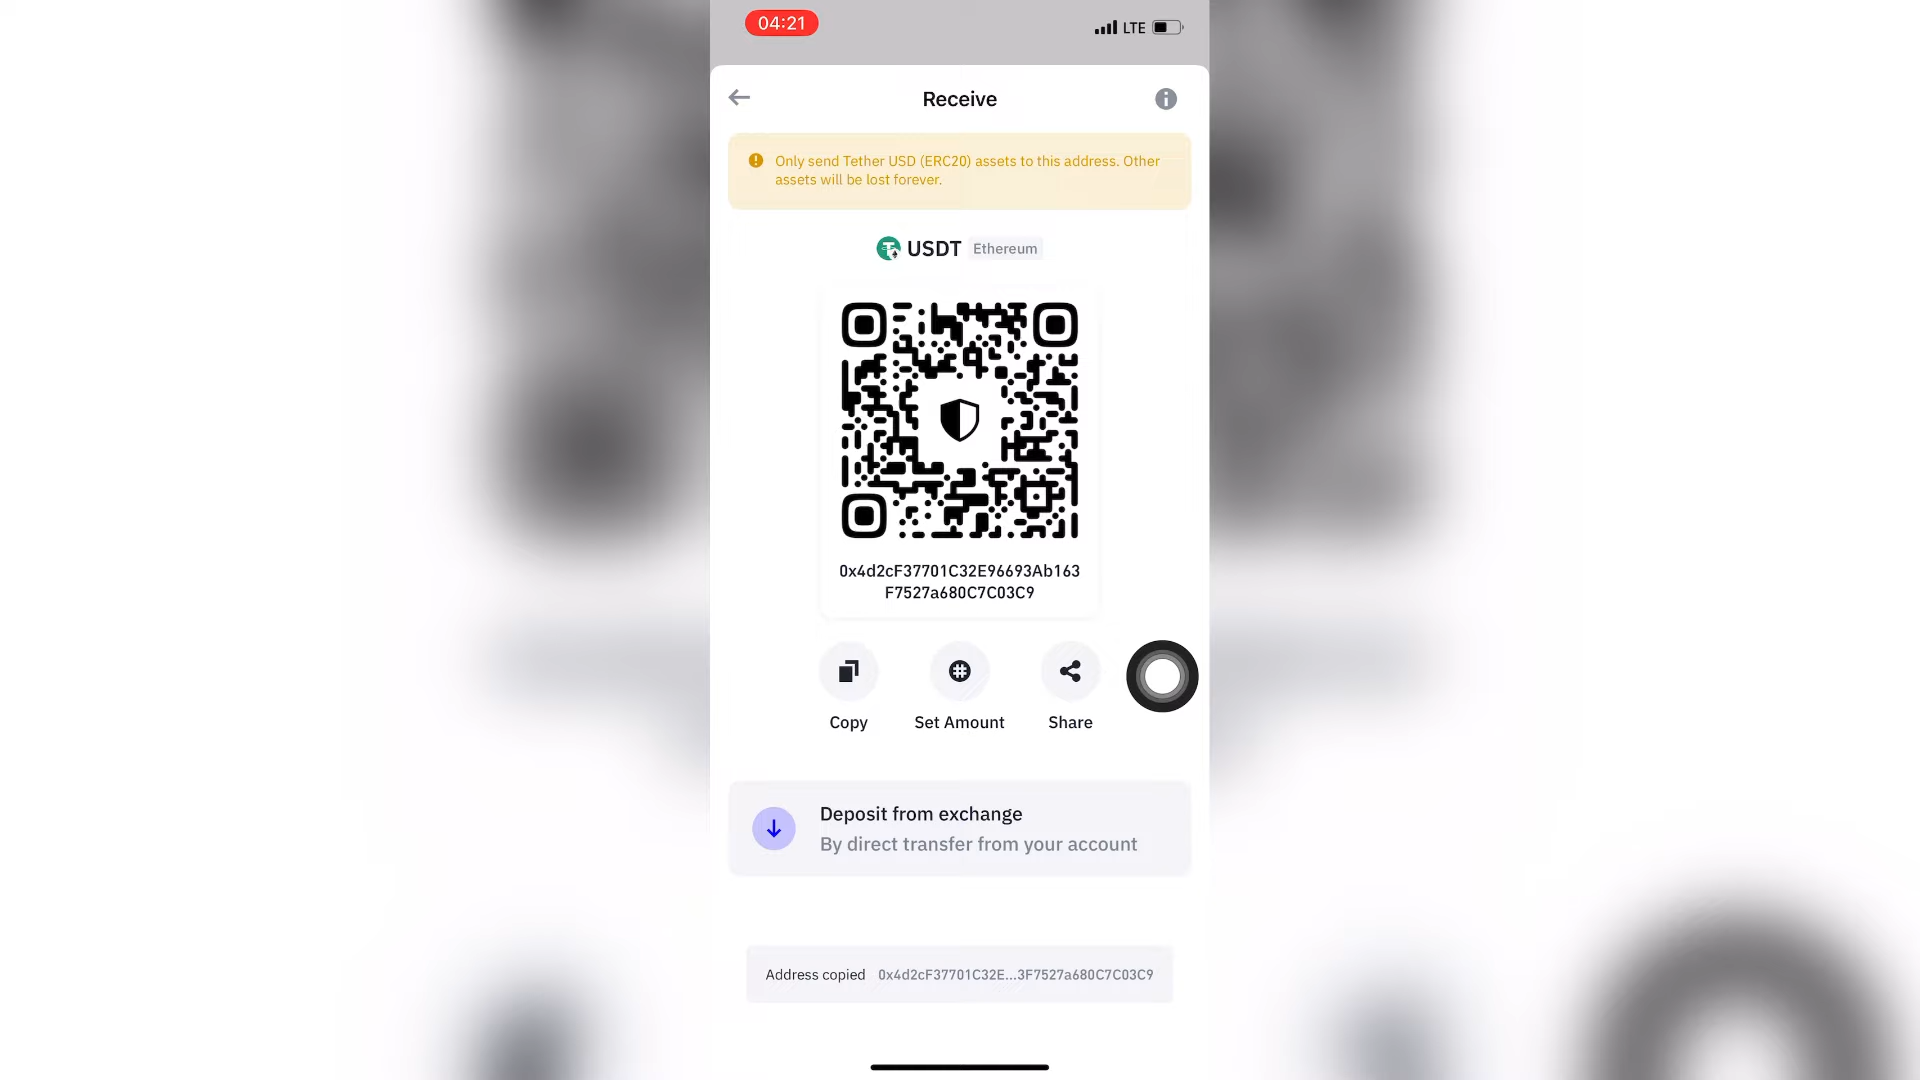 04:21
LTE
Receive
Only send Tether USD (ERC20) assets to this address. Other
assets will be lost forever.
USDT Ethereum
0x4d2cF37701C32E96693Ab163
F7527a680C7C03C9
Copy
Set Amount
Share
Deposit from exchange
By direct transfer from your account
Address copied 0x4d2cF37701C32E...3F7527a680C7C03C9